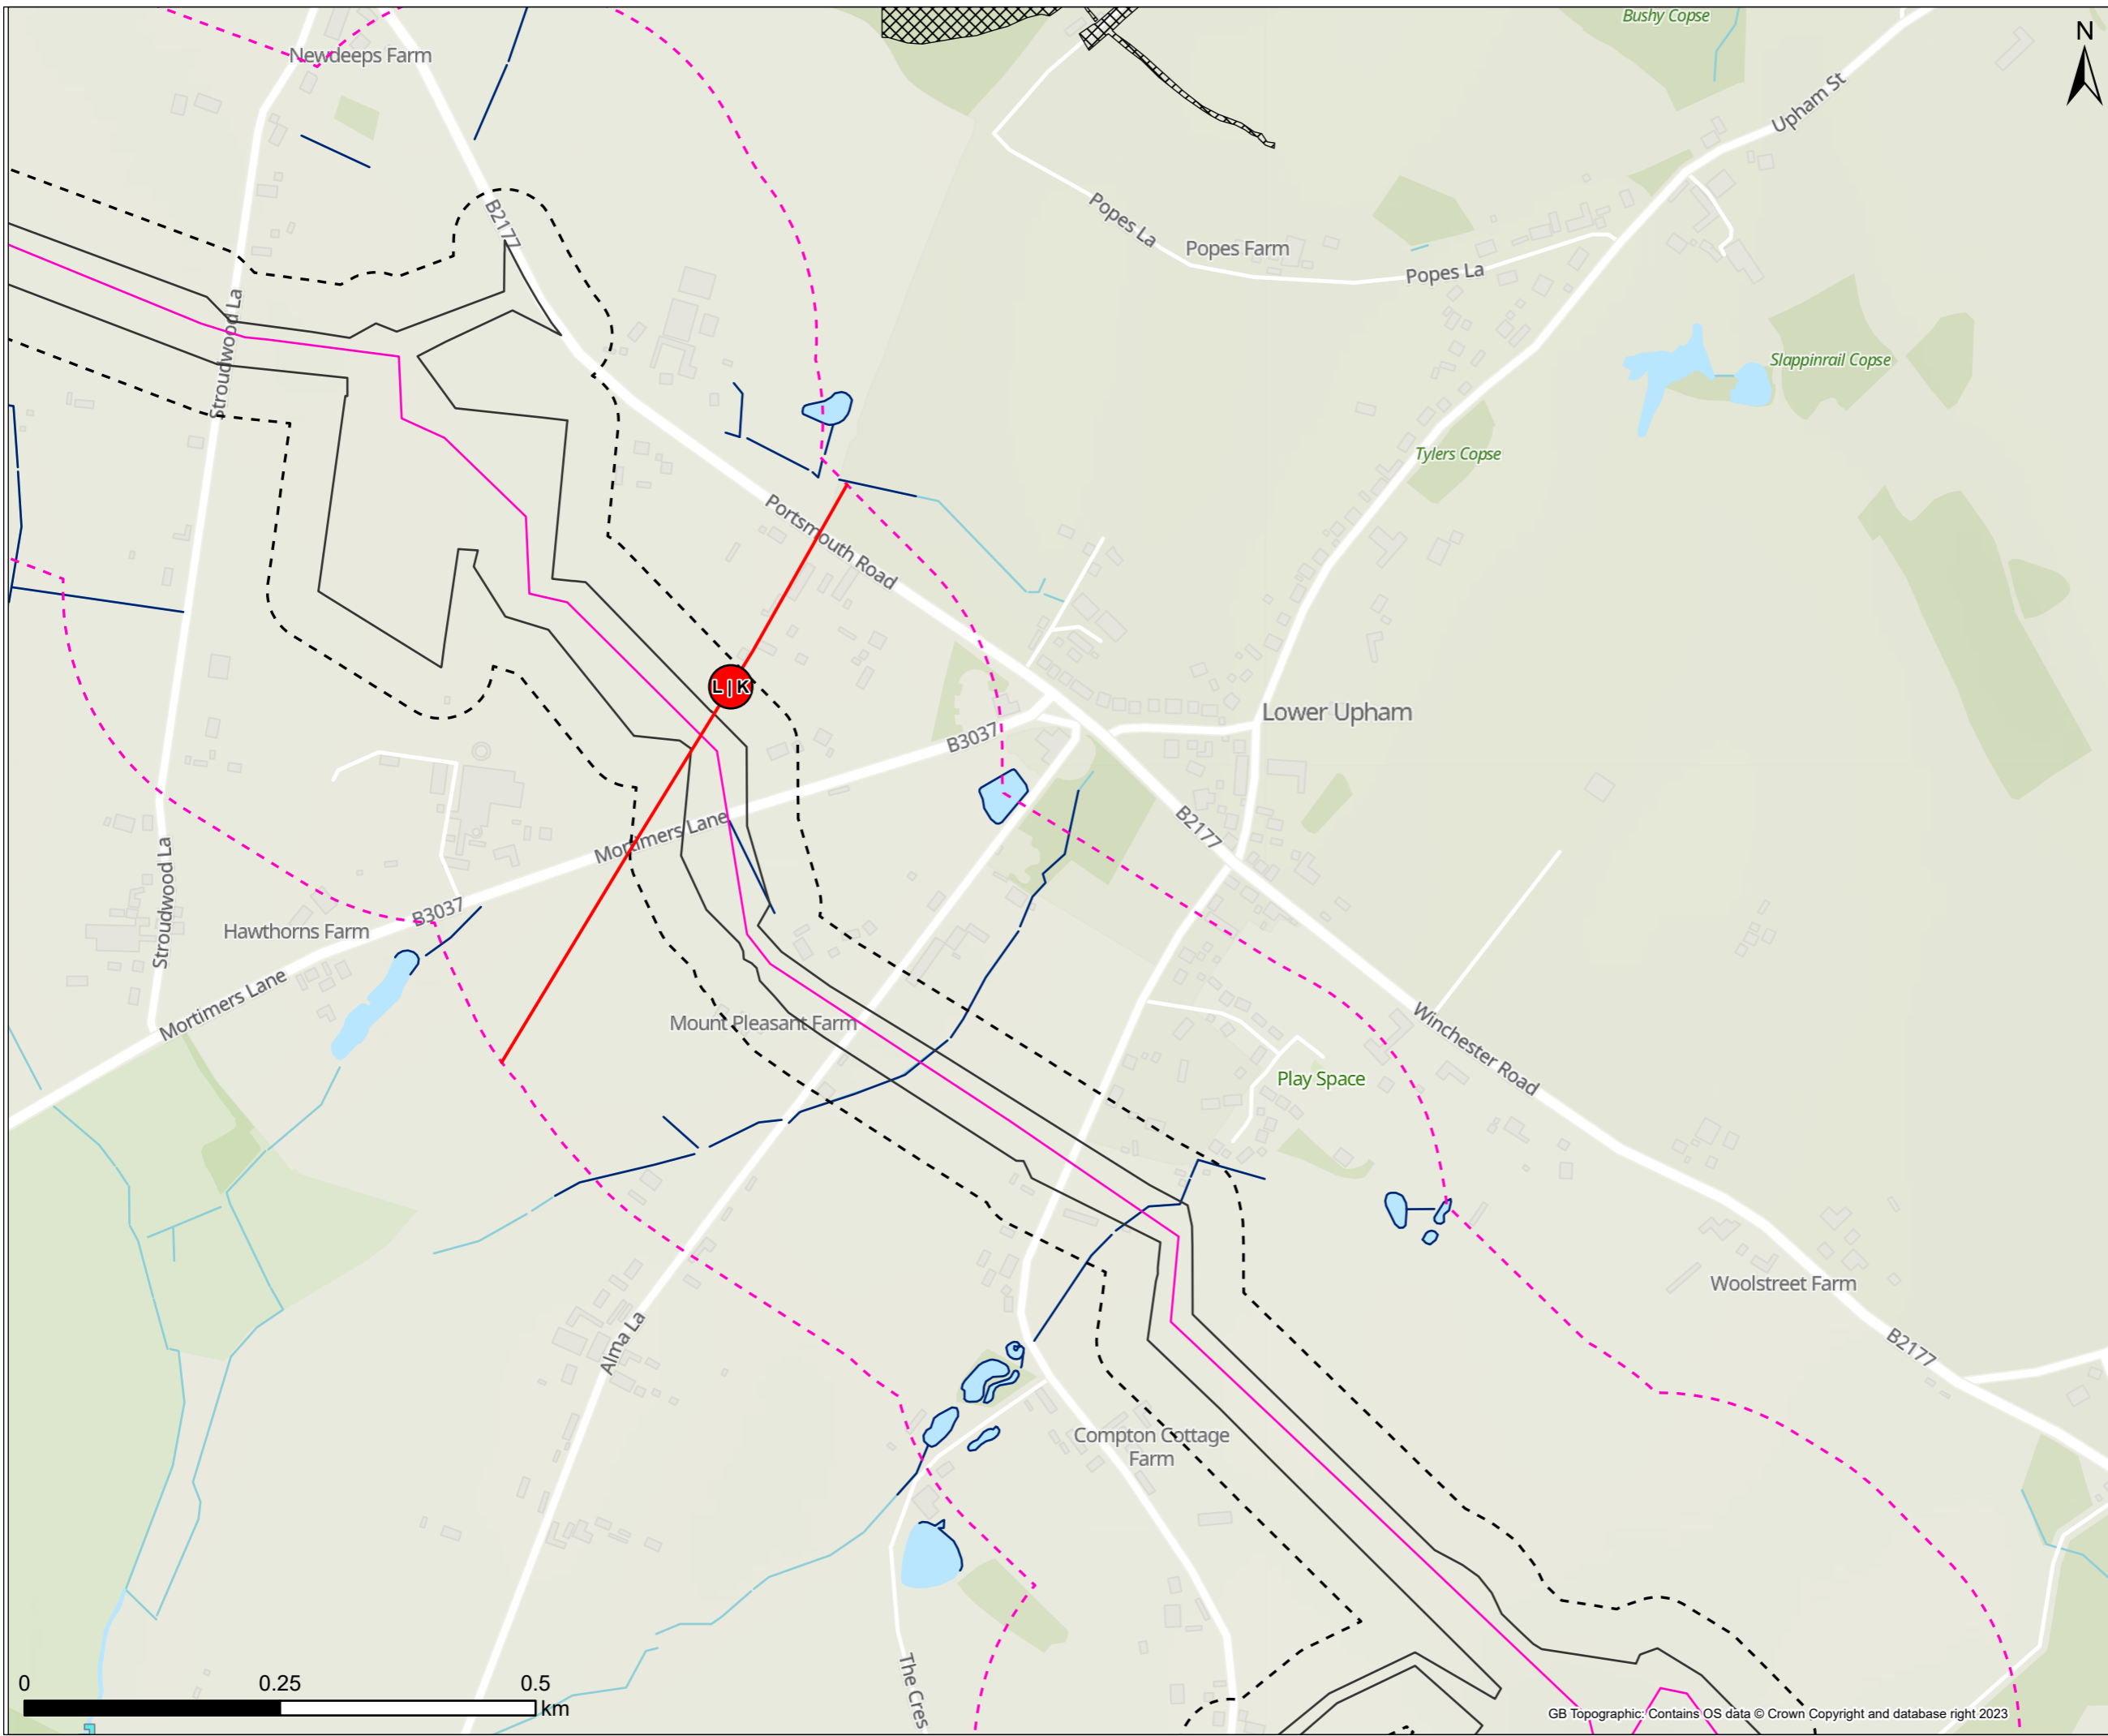 Bushy Copse
N
Newdeeps Farm
Upham St
B2177
Popes La
Popes Farm
Popes La
Stroudwood La
Slappinrail Copse
Tylers Copse
Portsmouth Road
L | K
Lower Upham
B3037
B2177
Mortimers Lane
Stroudwood La
B3037
Hawthorns Farm
Mortimers Lane
Mount Pleasant Farm
Winchester Road
Play Space
Woolstreet Farm
Alma La
B2177
Compton Cottage
Farm
The Cres
0 0.25 0.5
km
GB Topographic: Contains OS data © Crown Copyright and database right 2023